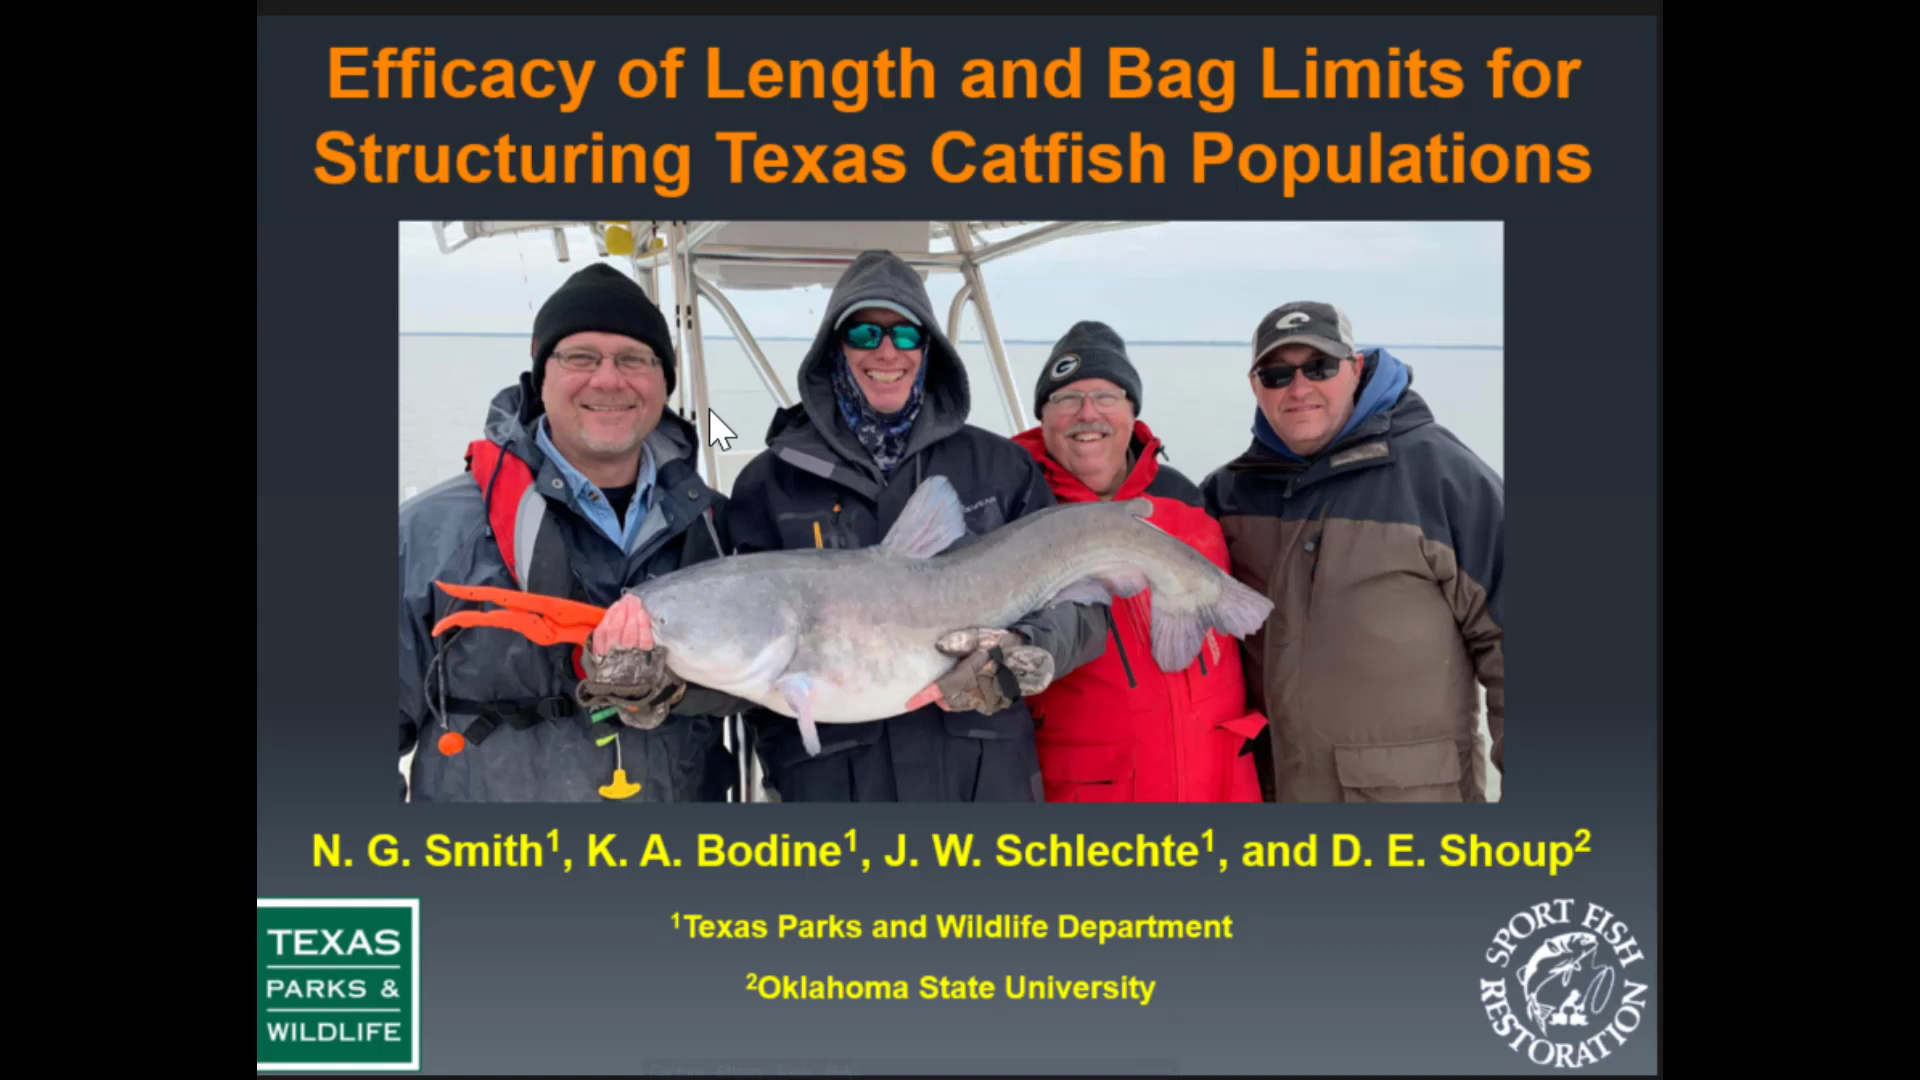 Efficacy of Length and Bag Limits for
Structuring Texas Catfish Populations
G
N. G. Smith¹, K. A. Bodine¹, J. W. Schlechte¹, and D. E. Shoup²
¹Texas Parks and Wildlife Department
²Oklahoma State University
TEXAS
PARKS &
WILDLIFE
SPORT FISH
RESTORATION